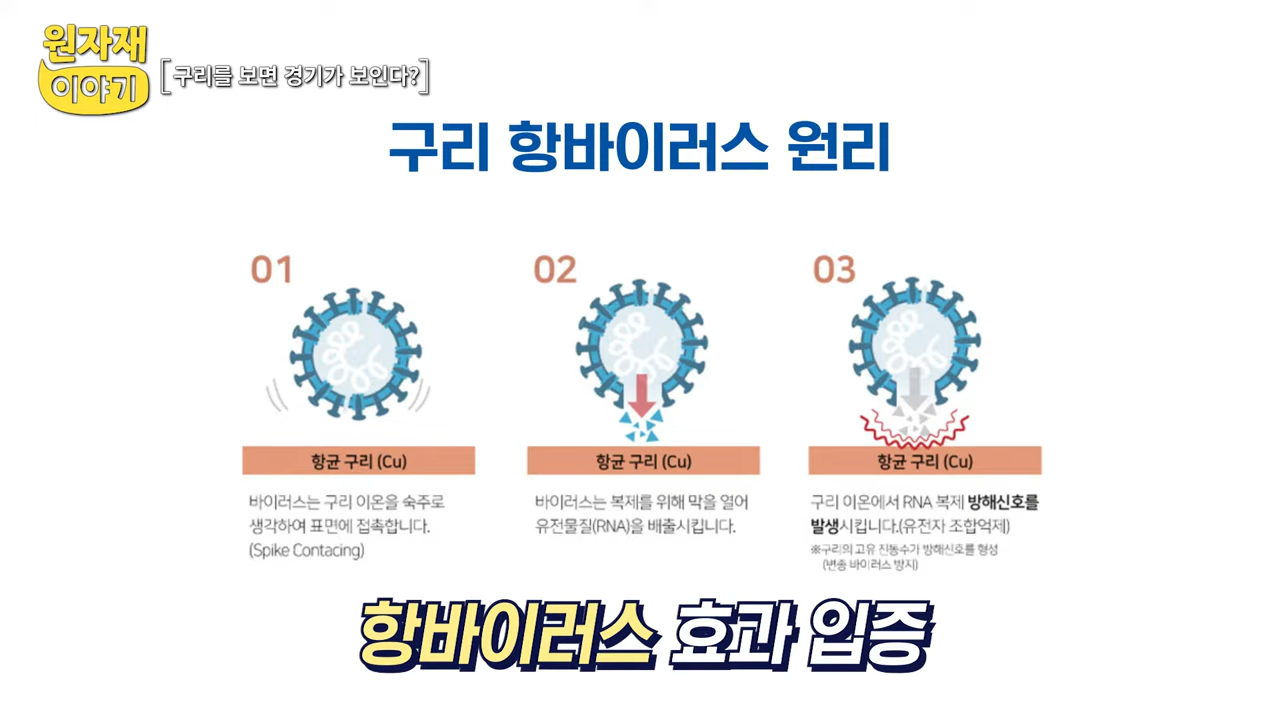 원자재
이야기
[구리를 보면 경기가 보인다?]
구리 항바이러스 원리
01
항균 구리 (Cu)
바이러스는 구리 이온을 숙주로
생각하여 표면에 접촉합니다.
(Spike Contacing)
02
항균 구리 (Cu)
바이러스는 복제를 위해 막을 열어
유전물질(RNA)을 배출시킵니다.
03
항균 구리 (Cu)
구리 이온에서 RNA 복제 방해신호를
발생시킵니다.(유전자 조합억제)
※구리의 고유 진동수가 방해신호를 형성
(변종 바이러스 방지)
항바이러스 효과 입증